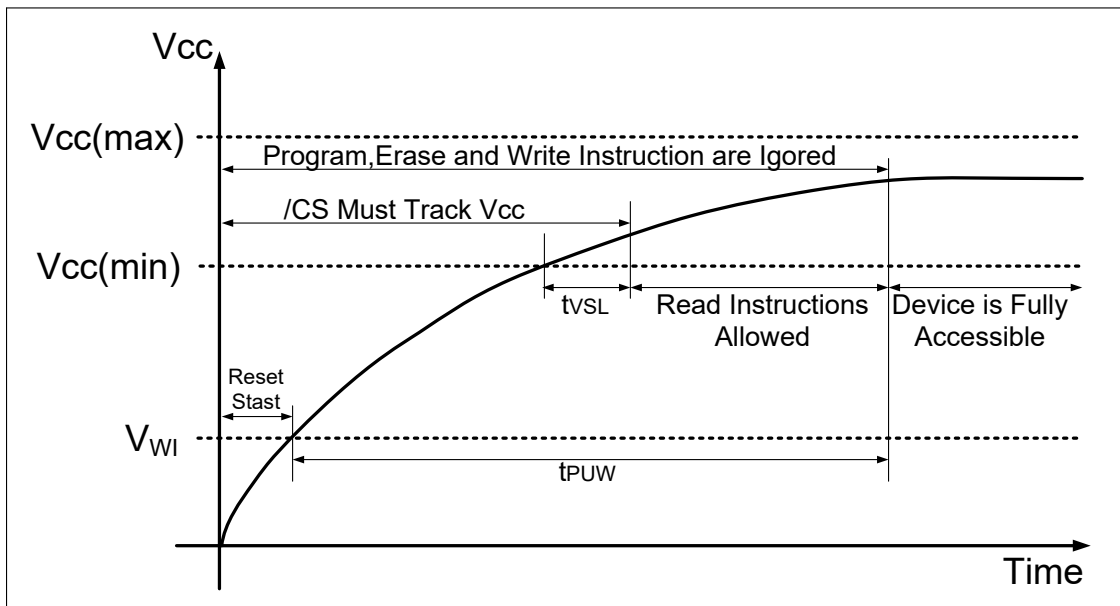 Vcc
Vcc(max)
Program,Erase and Write Instruction are Igored
/CS Must Track Vcc
Vcc(min)
tVSL
Read Instructions
Allowed
Device is Fully
Accessible
Reset
Stast
VWI
tPUW
Time